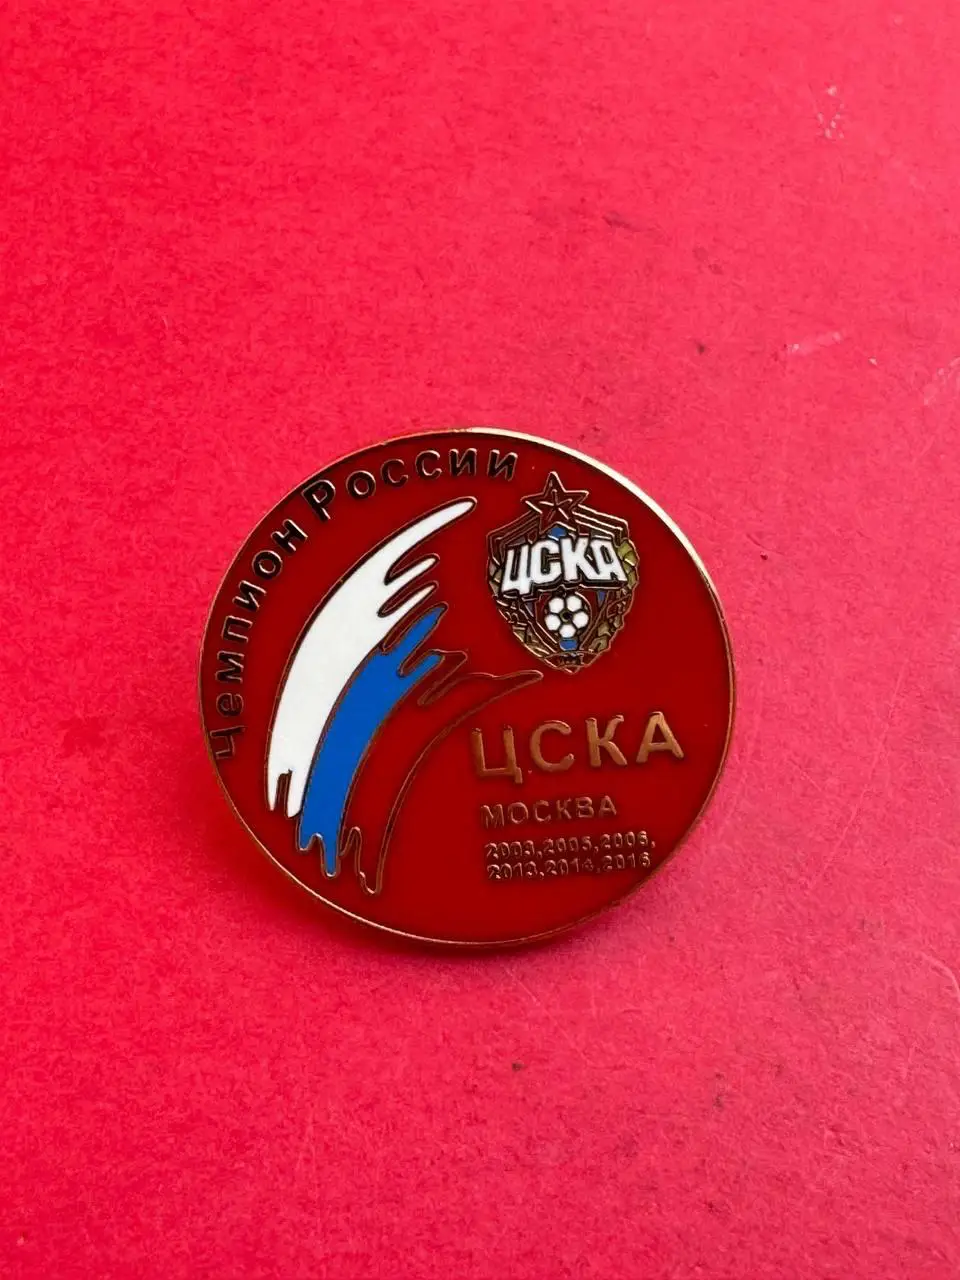 Чемпион России
ЦСКА
ЦСКА
МОСКВА
2003,2005,2006,
2013,2014,2016